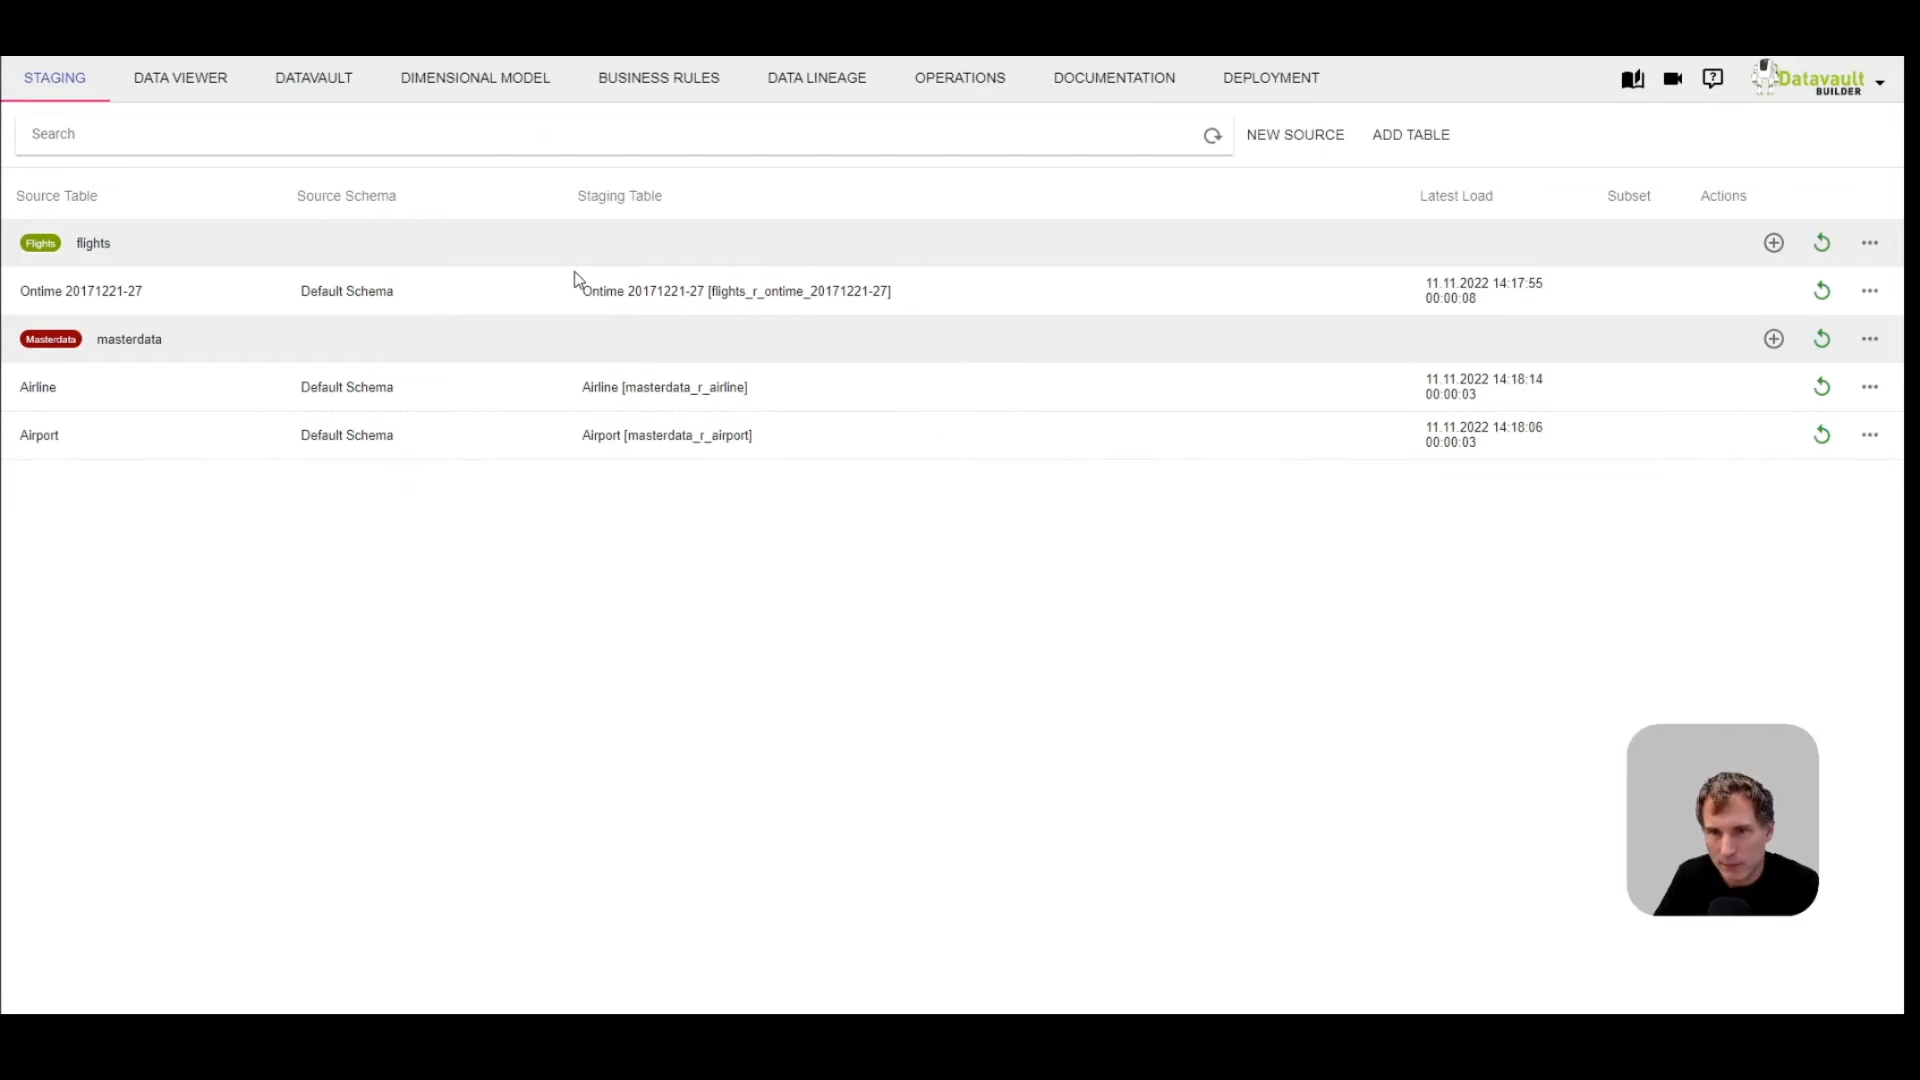 STAGING DATA VIEWER DATAVAULT DIMENSIONAL MODEL BUSINESS RULES DATA LINEAGE OPERATIONS DOCUMENTATION DEPLOYMENT Datavault
BUILDER
Search NEW SOURCE ADD TABLE
Source Table Source Schema Staging Table Latest Load Subset Actions
Flights flights
Ontime 20171221-27 Default Schema Ontime 20171221-27 [flights_r_ontime_20171221-27] 11.11.2022 14:17:55
00:00:08
Masterdata masterdata
Airline Default Schema Airline [masterdata_r_airline] 11.11.2022 14:18:14
00:00:03
Airport Default Schema Airport [masterdata_r_airport] 11.11.2022 14:18:06
00:00:03